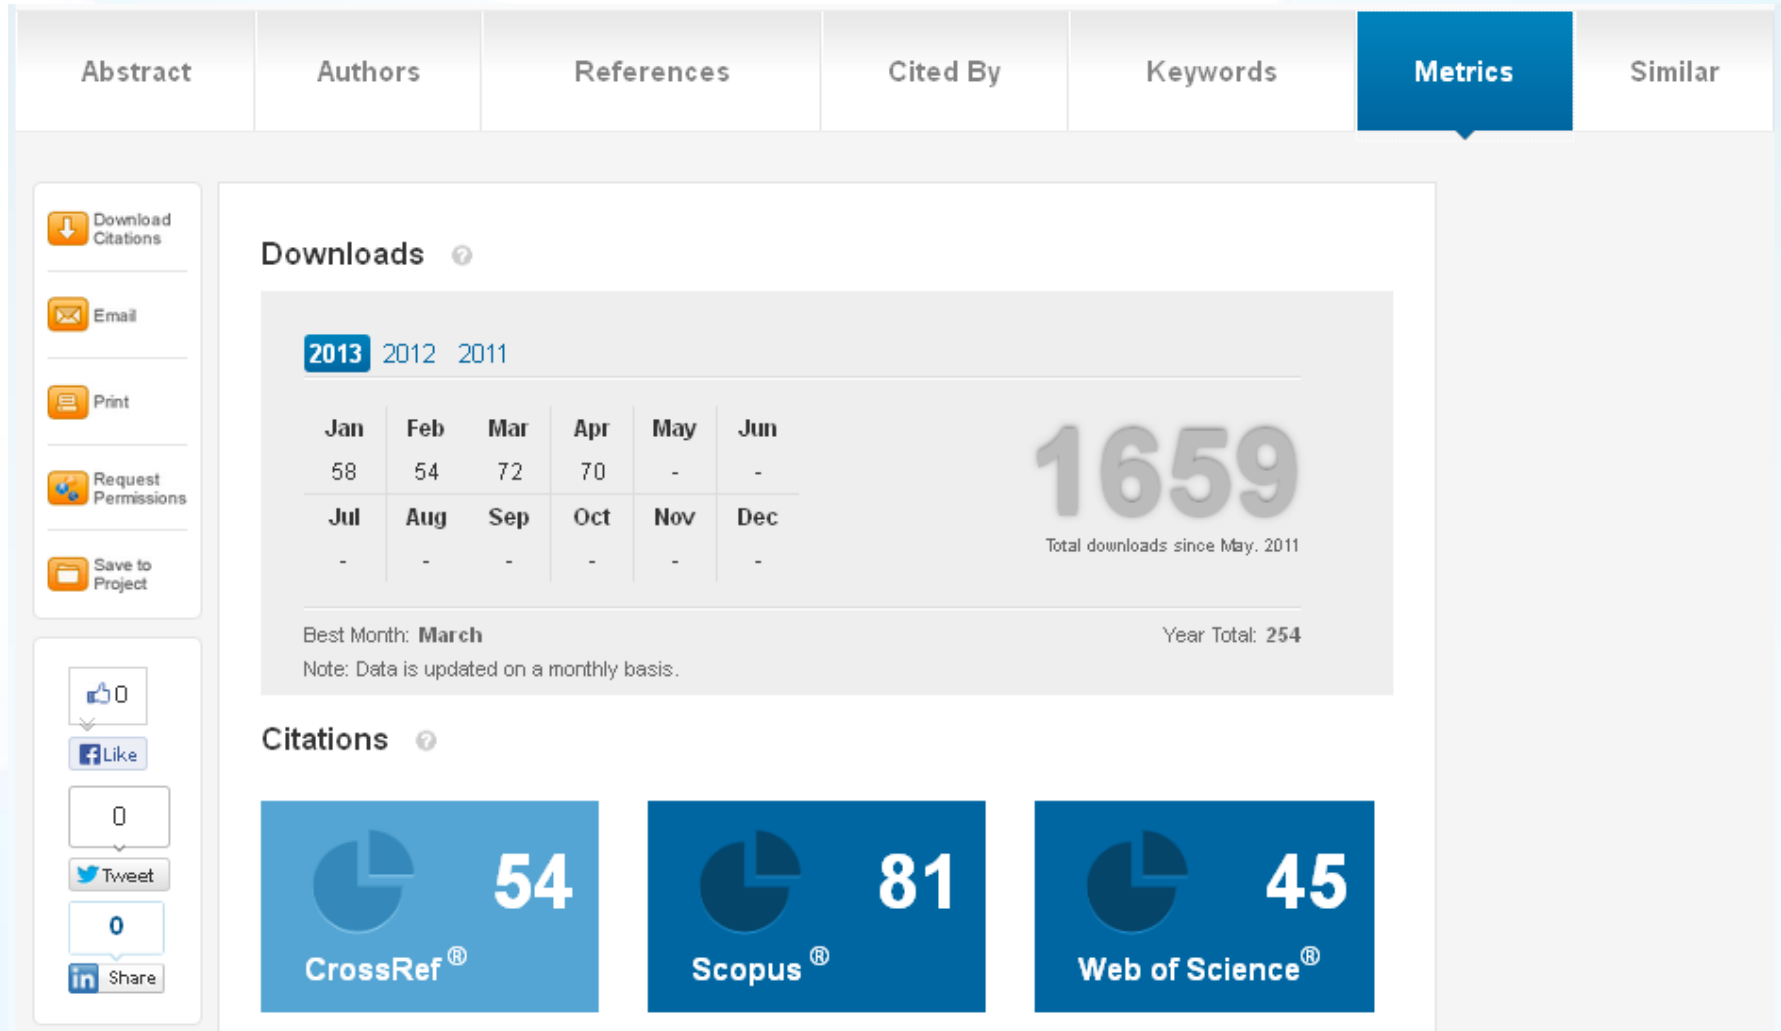 Abstract Authors References Cited By Keywords Metrics Similar
Download
Citations
Email
Print
Request
Permissions
Save to
Project
0
Like
0
Tweet
0
in Share
Downloads ?
2013 2012 2011
Jan Feb Mar Apr May Jun
58 54 72 70 - -
Jul Aug Sep Oct Nov Dec
- - - - - -
1659
Total downloads since May. 2011
Best Month: March Year Total: 254
Note: Data is updated on a monthly basis.
Citations ?
54
CrossRef®
81
Scopus®
45
Web of Science®